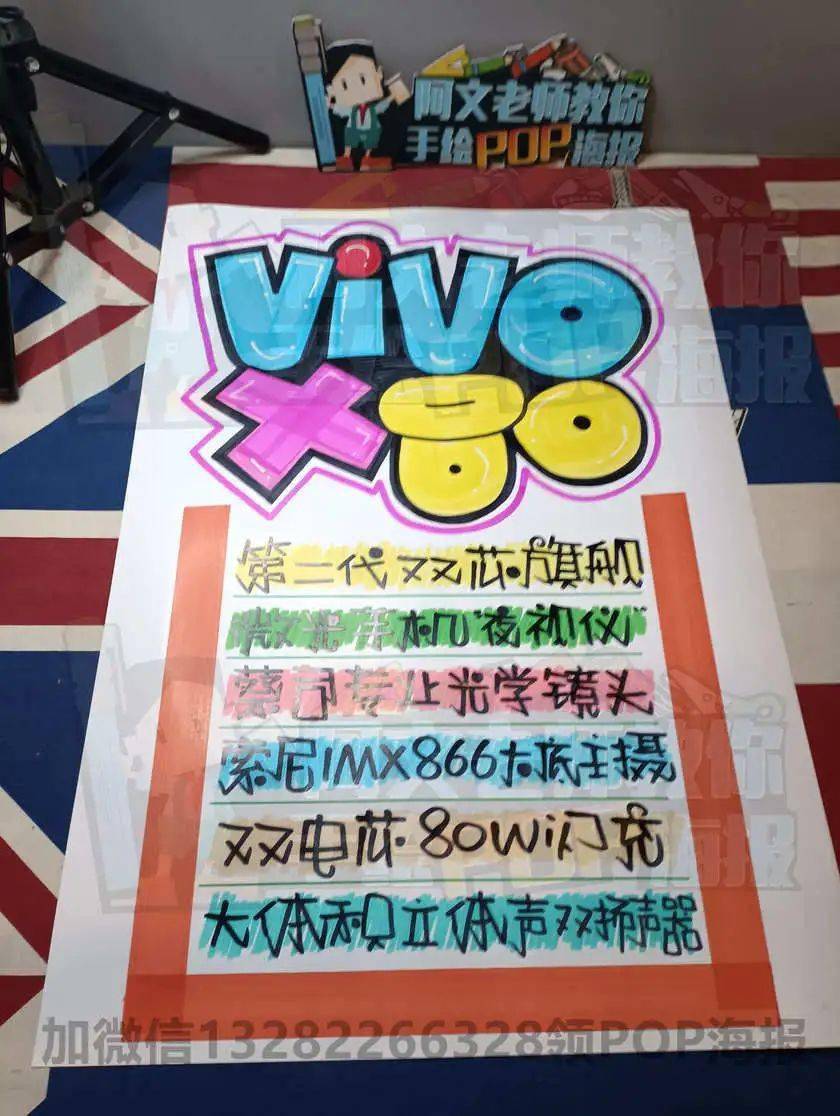 阿文老师教你
手绘POP海报
vivo
X80
第二代双芯旗舰
微光手机"夜视仪"
蔡司专业光学镜头
索尼IMX866大底主摄
双电芯80W闪充
大体积立体声双扬声器
加微信13282266328领POP海报